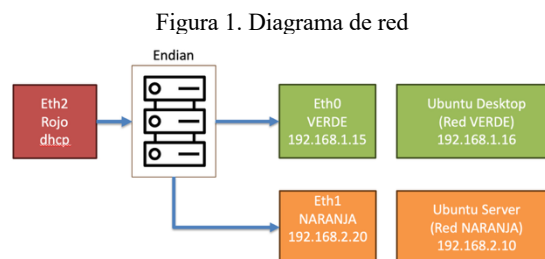 Figura 1. Diagrama de red
Endian
Eth2
Rojo
dhcp
Eth0
VERDE
192.168.1.15
Ubuntu Desktop
(Red VERDE)
192.168.1.16
Eth1
NARANJA
192.168.2.20
Ubuntu Server
(Red NARANJA)
192.168.2.10